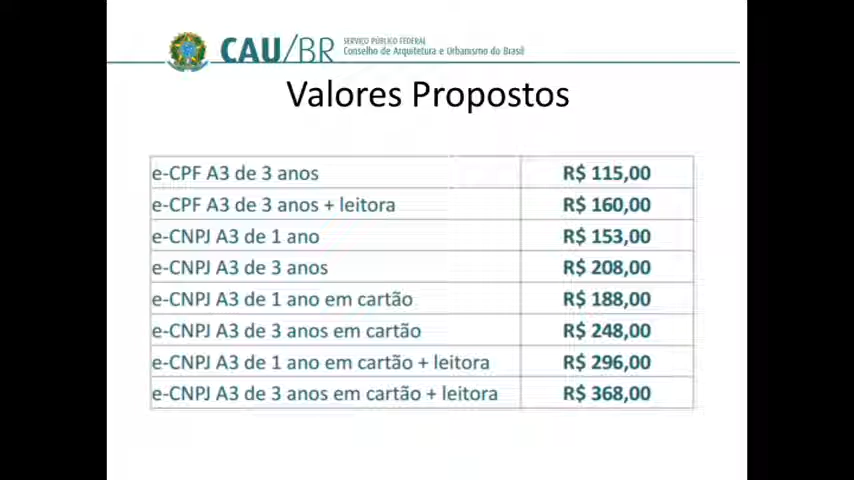 CAU/BR
SERVIÇO PÚBLICO FEDERAL
Conselho de Arquitetura e Urbanismo do Brasil
Valores Propostos
e-CPF A3 de 3 anos R$ 115,00
e-CPF A3 de 3 anos + leitora R$ 160,00
e-CNPJ A3 de 1 ano R$ 153,00
e-CNPJ A3 de 3 anos R$ 208,00
e-CNPJ A3 de 1 ano em cartão R$ 188,00
e-CNPJ A3 de 3 anos em cartão R$ 248,00
e-CNPJ A3 de 1 ano em cartão + leitora R$ 296,00
e-CNPJ A3 de 3 anos em cartão + leitora R$ 368,00